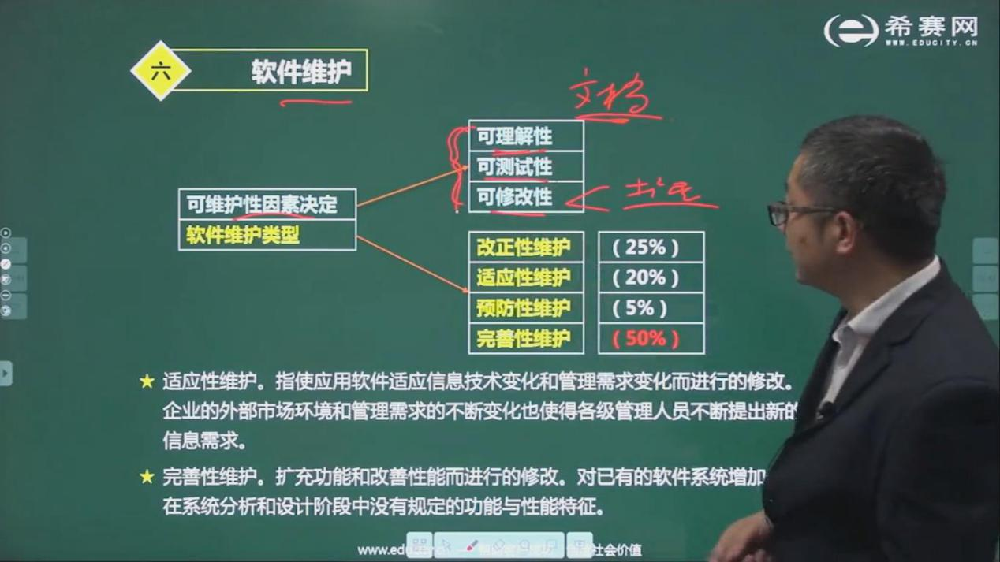 希赛网
WWW.EDUCITY.CN
六
软件维护
文档
可理解性
可测试性
可修改性
可维护性因素决定
软件维护类型
改正性维护 （25%）
适应性维护 （20%）
预防性维护 （5%）
完善性维护 （50%）
★ 适应性维护。指使应用软件适应信息技术变化和管理需求变化而进行的修改。
企业的外部市场环境和管理需求的不断变化也使得各级管理人员不断提出新的
信息需求。
★ 完善性维护。扩充功能和改善性能而进行的修改。对已有的软件系统增加
在系统分析和设计阶段中没有规定的功能与性能特征。
社会价值